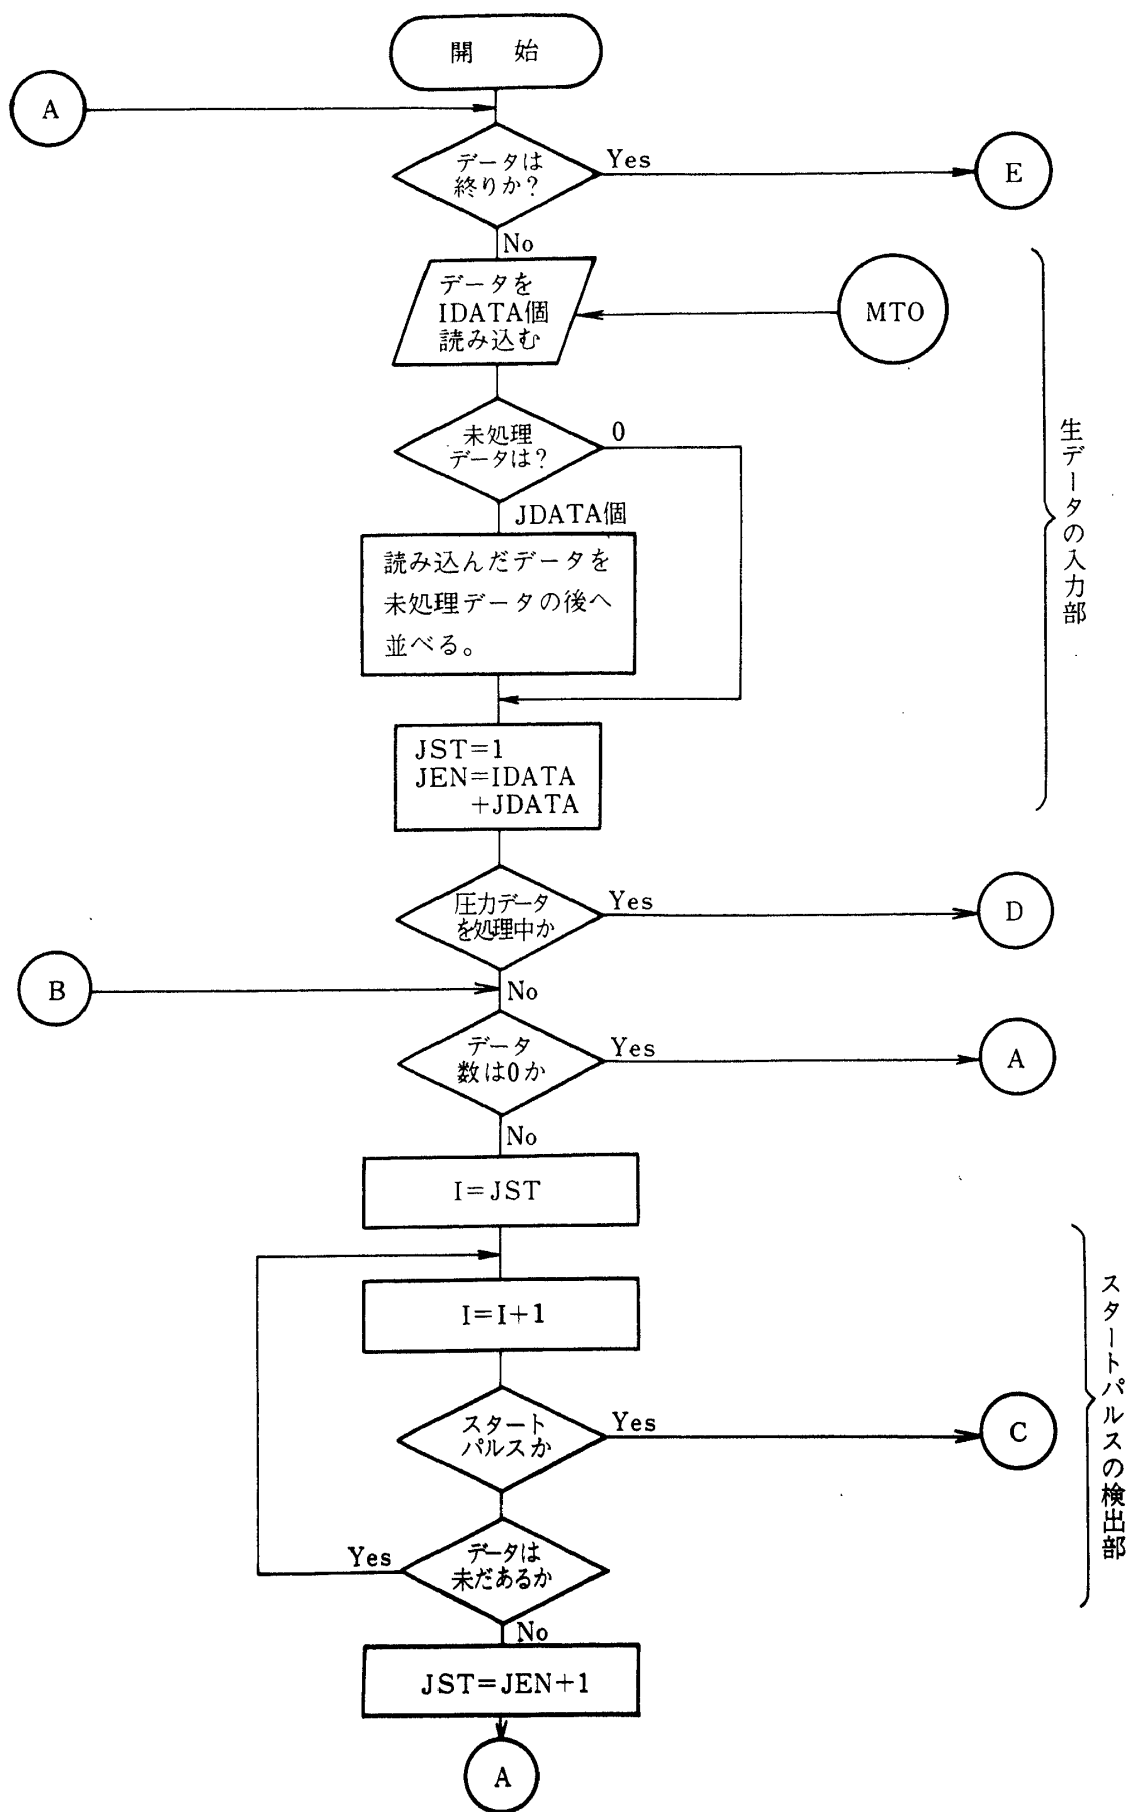 開 始
A
データは
終りか？
Yes
E
No
データを
IDATA個
読み込む
MTO
未処理
データは？
0
JDATA個
読み込んだデータを
未処理データの後へ
並べる。
JST=1
JEN=IDATA
+JDATA
生データの入力部
圧力データ
を処理中か
Yes
D
B
No
データ
数は0か
Yes
A
No
I=JST
I=I+1
スタート
パルスか
Yes
C
データは
未だあるか
Yes
No
スタートパルスの検出部
JST=JEN+1
A